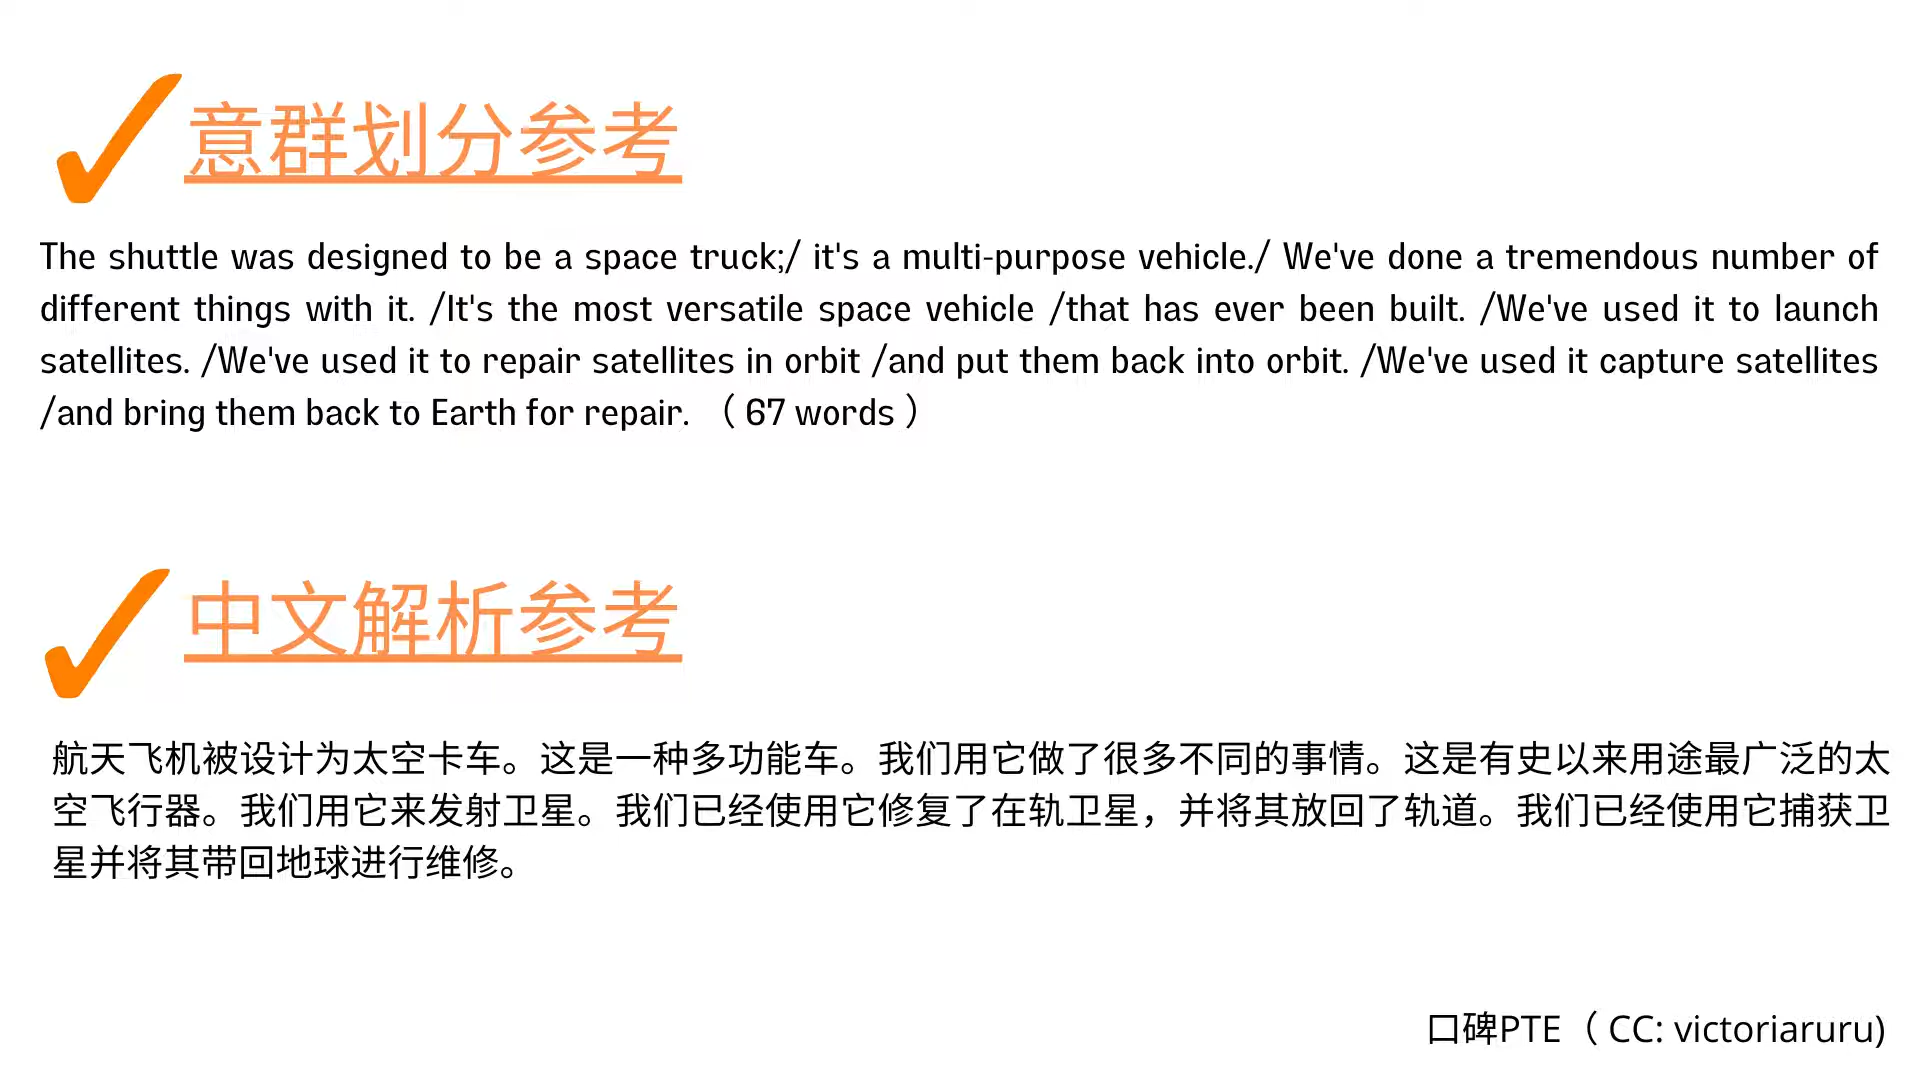 意群划分参考
The shuttle was designed to be a space truck;/ it's a multi-purpose vehicle./ We've done a tremendous number of
different things with it. /It's the most versatile space vehicle /that has ever been built. /We've used it to launch
satellites. /We've used it to repair satellites in orbit /and put them back into orbit. /We've used it capture satellites
/and bring them back to Earth for repair. （ 67 words ）
中文解析参考
航天飞机被设计为太空卡车。这是一种多功能车。我们用它做了很多不同的事情。这是有史以来用途最广泛的太
空飞行器。我们用它来发射卫星。我们已经使用它修复了在轨卫星，并将其放回了轨道。我们已经使用它捕获卫
星并将其带回地球进行维修。
口碑PTE（ CC: victoriaruru)